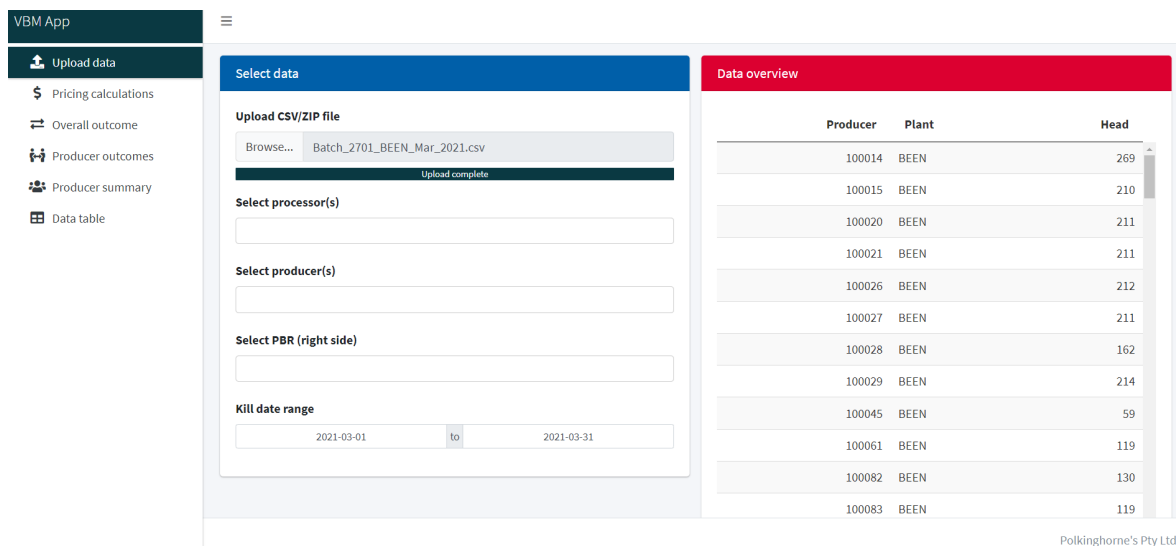 VBM App
Upload data
Pricing calculations
Overall outcome
Producer outcomes
Producer summary
Data table
Select data
Upload CSV/ZIP file
Browse... Batch_2701_BEEN_Mar_2021.csv
Upload complete
Select processor(s)
Select producer(s)
Select PBR (right side)
Kill date range
2021-03-01 to 2021-03-31
Data overview
Producer Plant Head
100014 BEEN 269
100015 BEEN 210
100020 BEEN 211
100021 BEEN 211
100026 BEEN 212
100027 BEEN 211
100028 BEEN 162
100029 BEEN 214
100045 BEEN 59
100061 BEEN 119
100082 BEEN 130
100083 BEEN 119
Polkinghorne's Pty Ltd